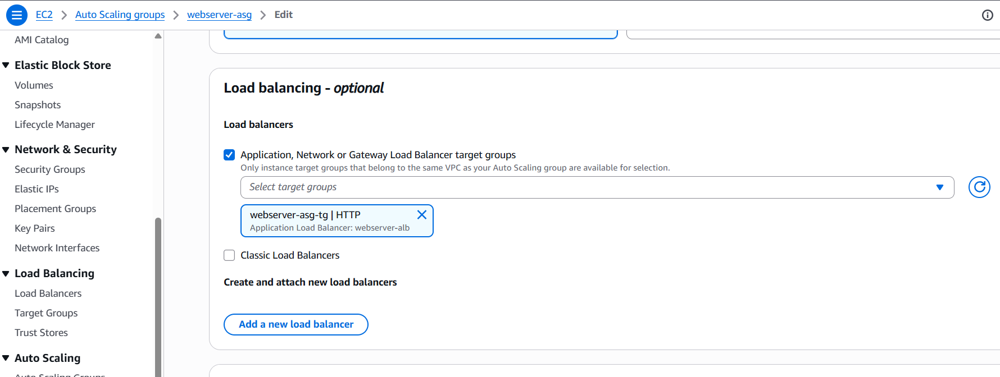 EC2 > Auto Scaling groups > webserver-asg > Edit
AMI Catalog
Elastic Block Store
Volumes
Snapshots
Lifecycle Manager
Network & Security
Security Groups
Elastic IPs
Placement Groups
Key Pairs
Network Interfaces
Load Balancing
Load Balancers
Target Groups
Trust Stores
Auto Scaling
Auto Scaling Groups
Load balancing - optional
Load balancers
Application, Network or Gateway Load Balancer target groups
Only instance target groups that belong to the same VPC as your Auto Scaling group are available for selection.
Select target groups
webserver-asg-tg | HTTP
Application Load Balancer: webserver-alb
Classic Load Balancers
Create and attach new load balancers
Add a new load balancer